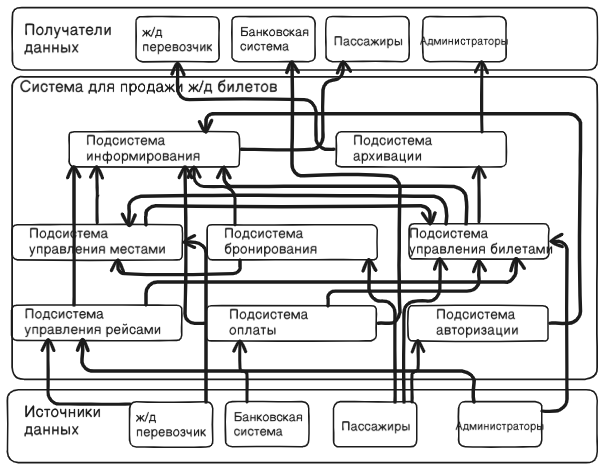 Получатели
данных
ж/д
перевозчик
Банковская
система
Пассажиры
Администраторы
Система для продажи ж/д билетов
Подсистема
информирования
Подсистема
архивации
Подсистема
управления местами
Подсистема
бронирования
Подсистема
управления билетами
Подсистема
управления рейсами
Подсистема
оплаты
Подсистема
авторизации
Источники
данных
ж/д
перевозчик
Банковская
система
Пассажиры
Администраторы